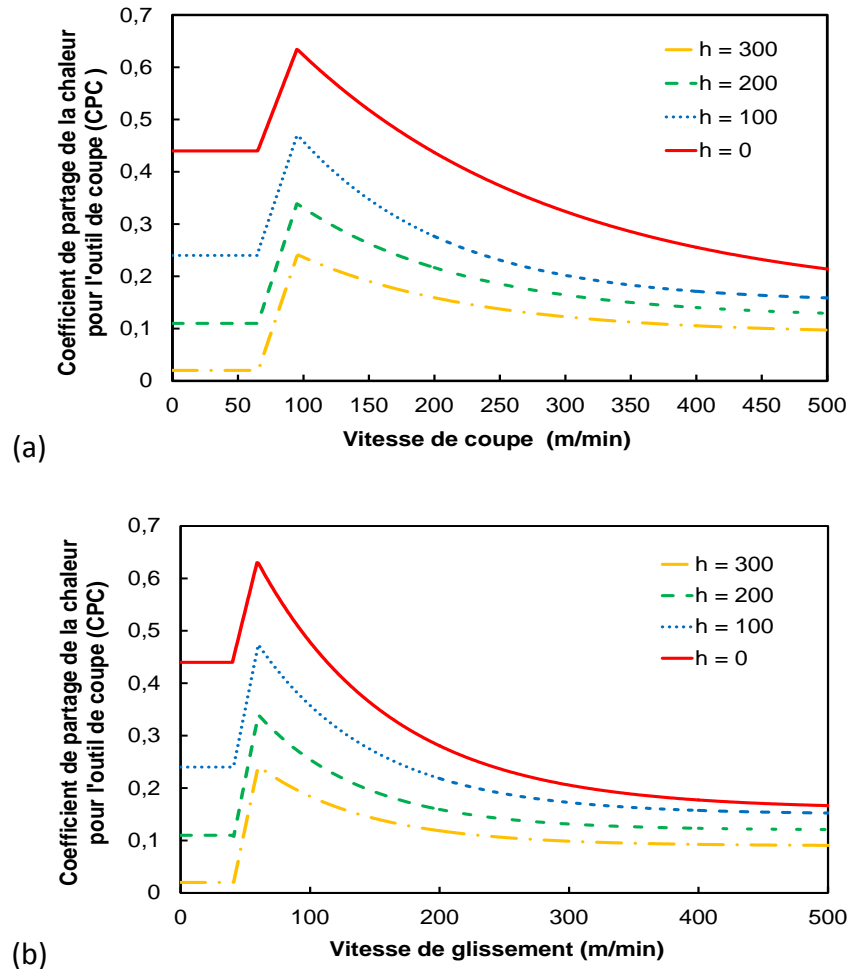 Coefficient de partage de la chaleur
pour l'outil de coupe (CPC )
0,7
0,6
0,5
0,4
0,3
0,2
0,1
0
h = 300
h = 200
h = 100
h = 0
0 50 100 150 200 250 300 350 400 450 500
Vitesse de coupe (m/min)
(a)
Coefficient de partage de la chaleur
pour l'outil de coupe (CPC)
0,7
0,6
0,5
0,4
0,3
0,2
0,1
0
h = 300
h = 200
h = 100
h = 0
0 100 200 300 400 500
Vitesse de glissement (m/min)
(b)